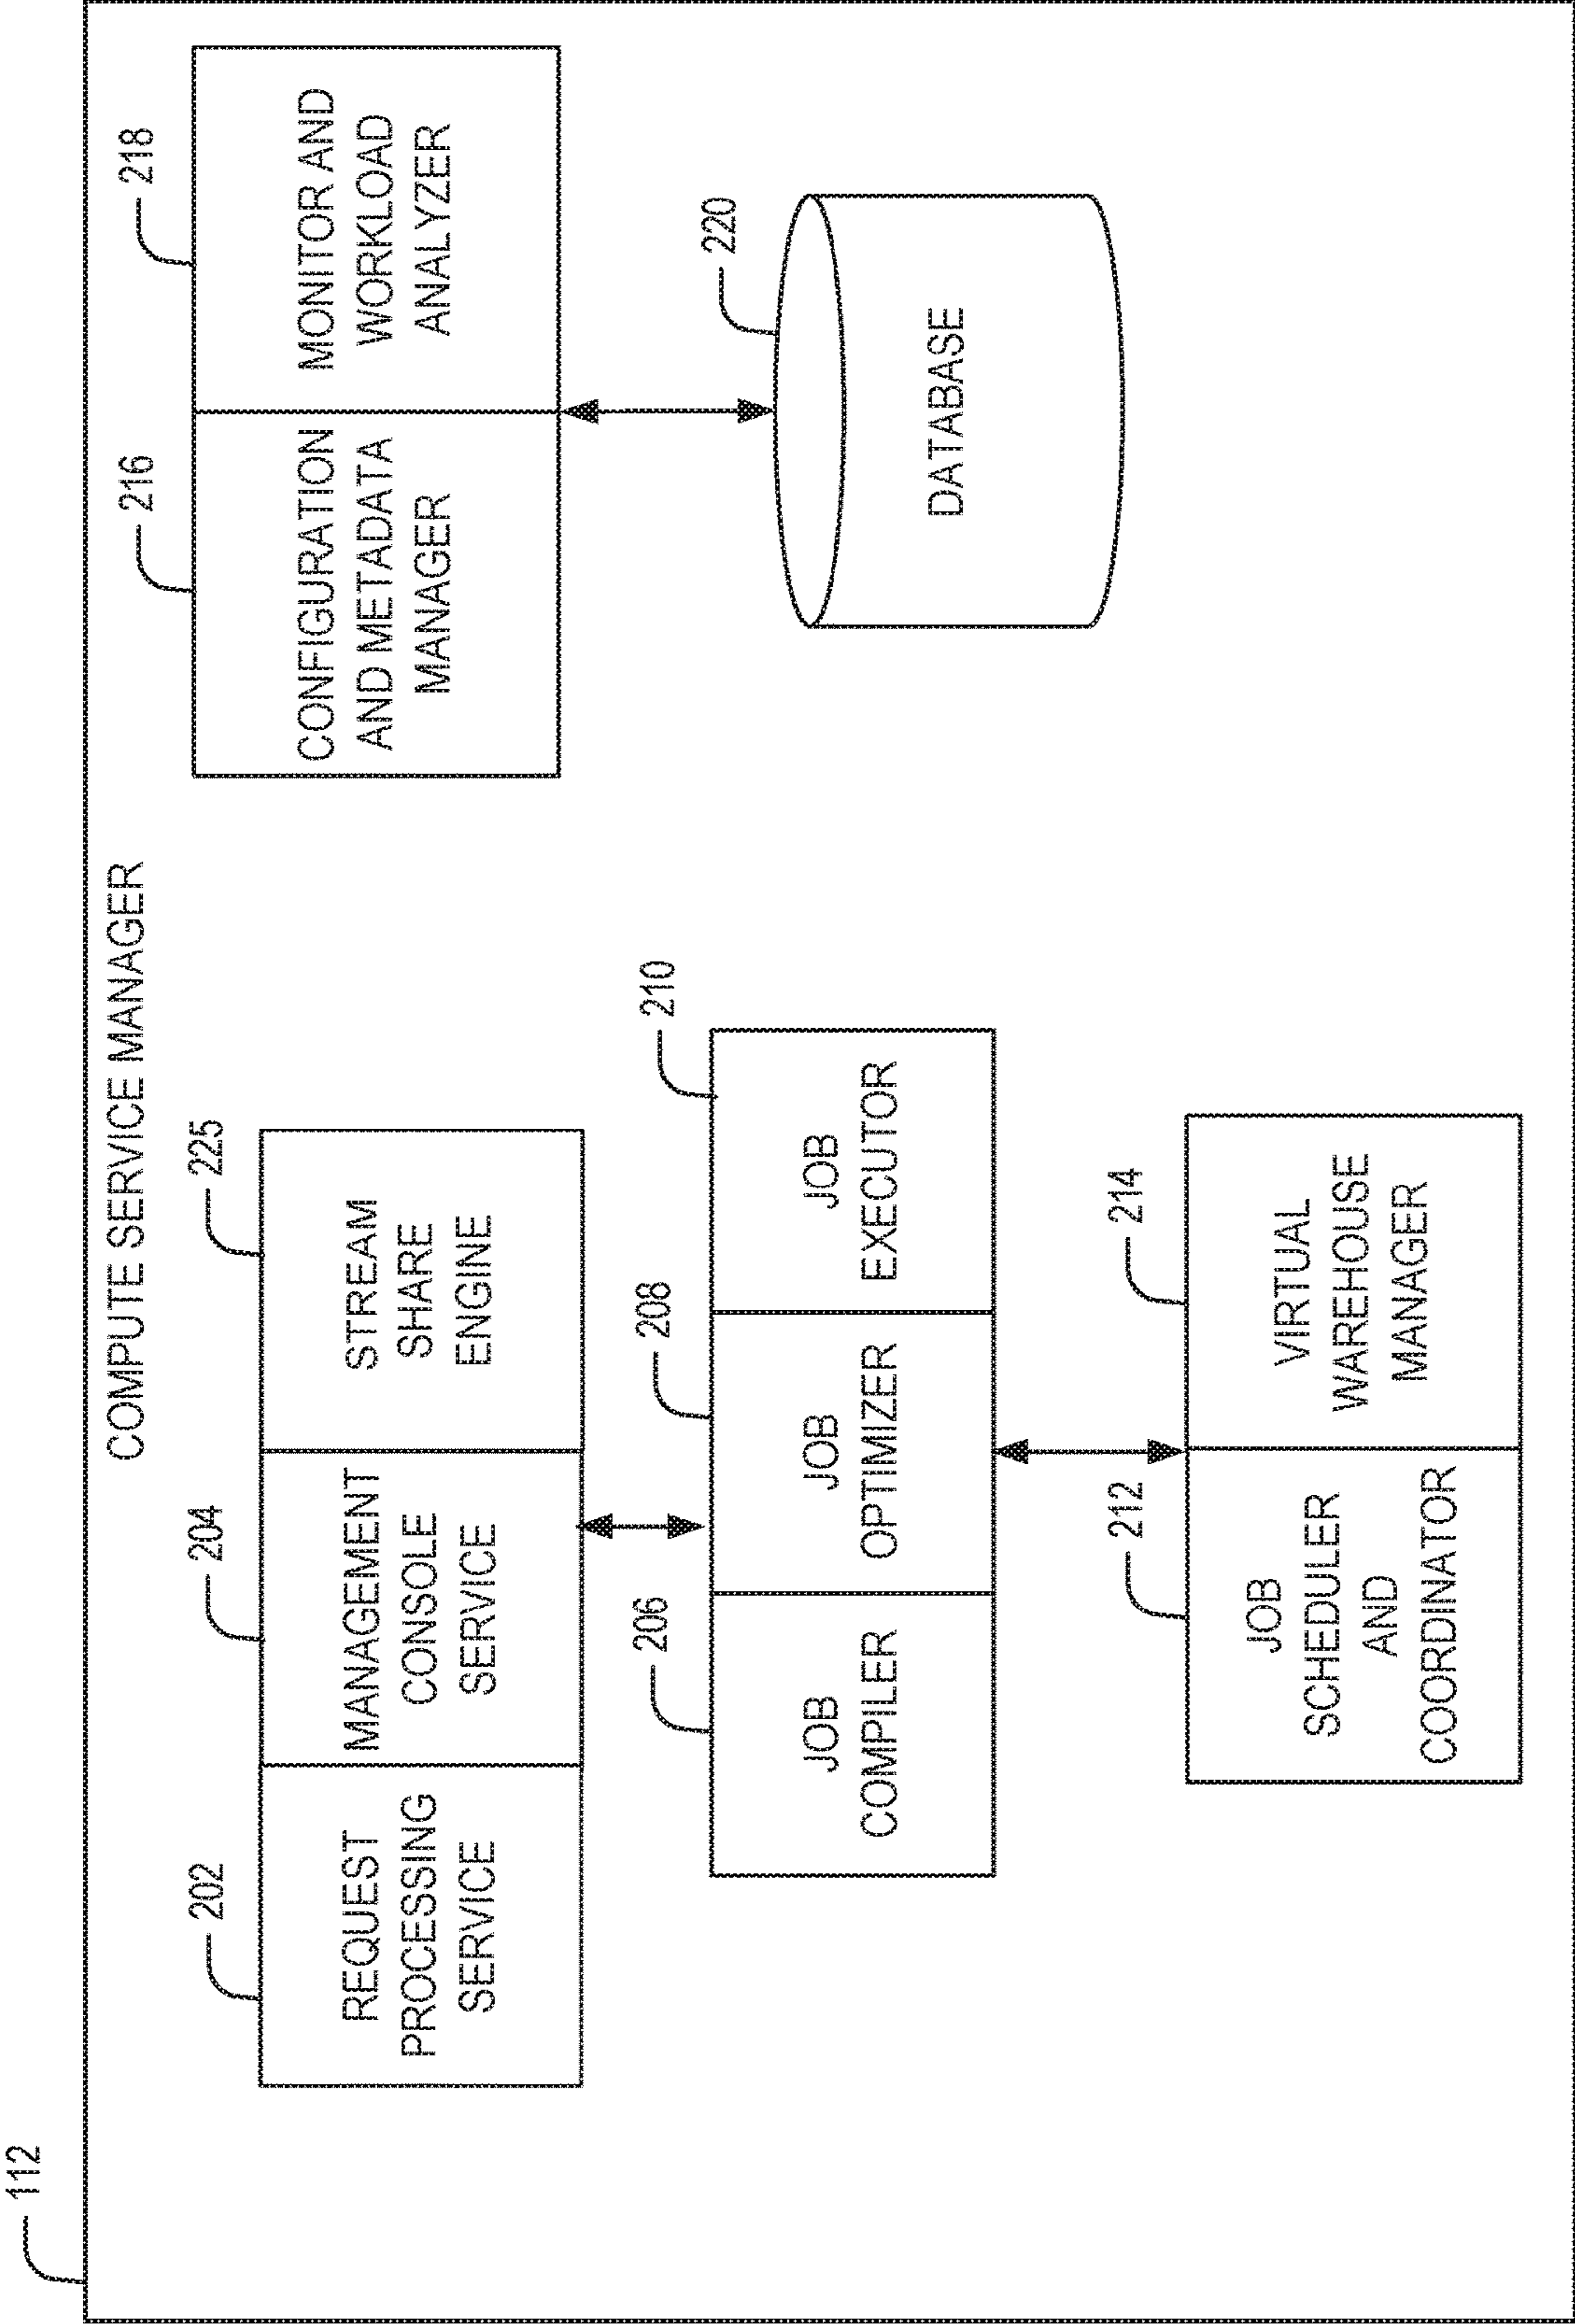 112
COMPUTE SERVICE MANAGER
202
REQUEST
PROCESSING
SERVICE
204
MANAGEMENT
CONSOLE
SERVICE
225
STREAM
SHARE
ENGINE
206
JOB
COMPILER
208
JOB
OPTIMIZER
210
JOB
EXECUTOR
212
JOB
SCHEDULER
AND
COORDINATOR
214
VIRTUAL
WAREHOUSE
MANAGER
216
CONFIGURATION
AND METADATA
MANAGER
218
MONITOR AND
WORKLOAD
ANALYZER
220
DATABASE